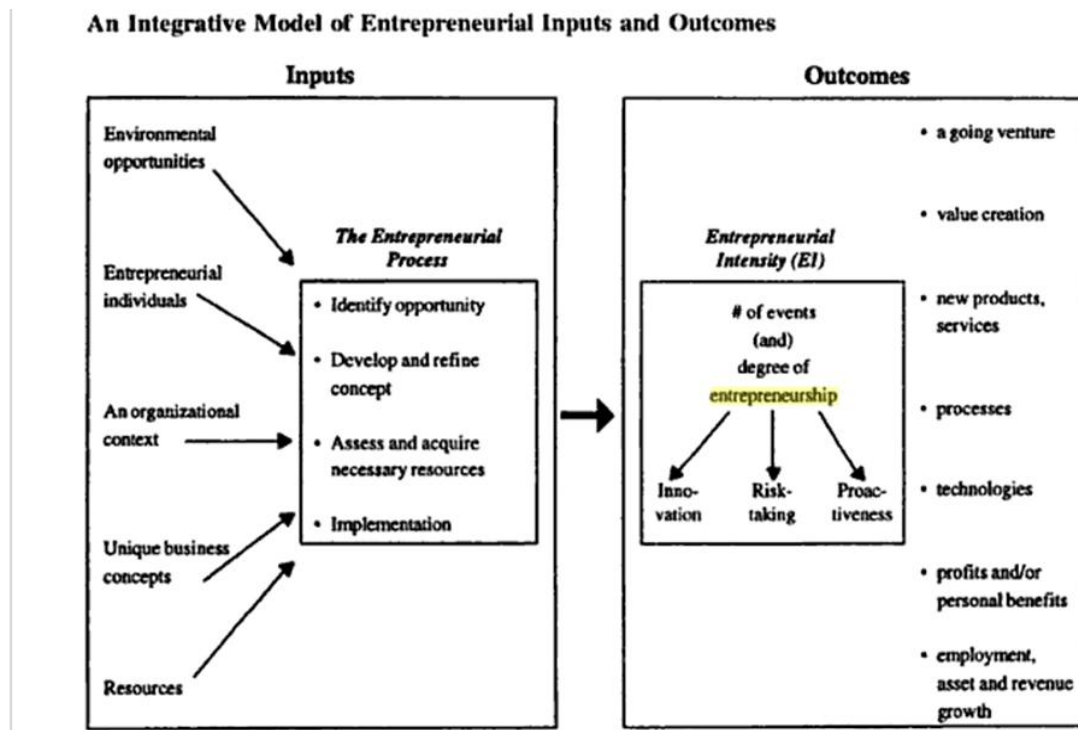 An Integrative Model of Entrepreneurial Inputs and Outcomes
Inputs
Environmental
opportunities
Entrepreneurial
individuals
An organizational
context
Unique business
concepts
Resources
The Entrepreneurial
Process
• Identify opportunity
• Develop and refine
concept
• Assess and acquire
necessary resources
• Implementation
Outcomes
Entrepreneurial
Intensity (EI)
# of events
(and)
degree of
entrepreneurship
Inno-
vation
Risk-
taking
Proac-
tiveness
• a going venture
• value creation
• new products,
services
• processes
• technologies
• profits and/or
personal benefits
• employment,
asset and revenue
growth